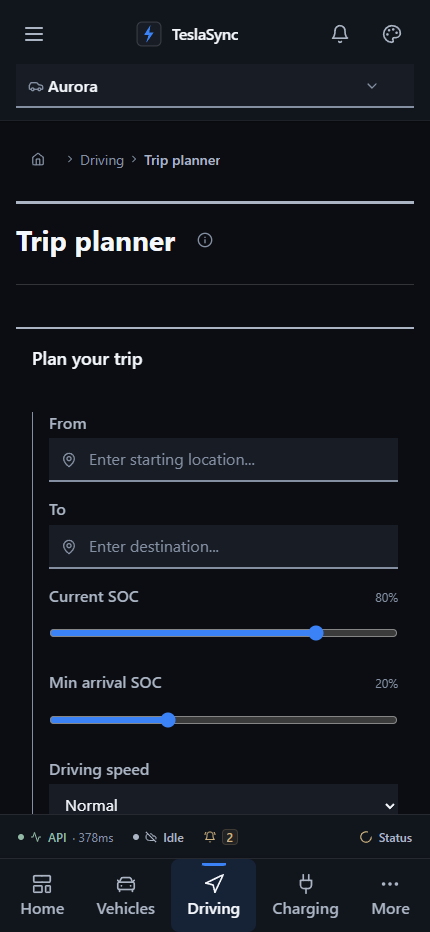 TeslaSync
Aurora
Driving
Trip planner
Trip planner
Plan your trip
From
Enter starting location...
To
Enter destination...
Current SOC
80%
Min arrival SOC
20%
Driving speed
Normal
API · 378ms
Idle
2
Status
Home
Vehicles
Driving
Charging
More